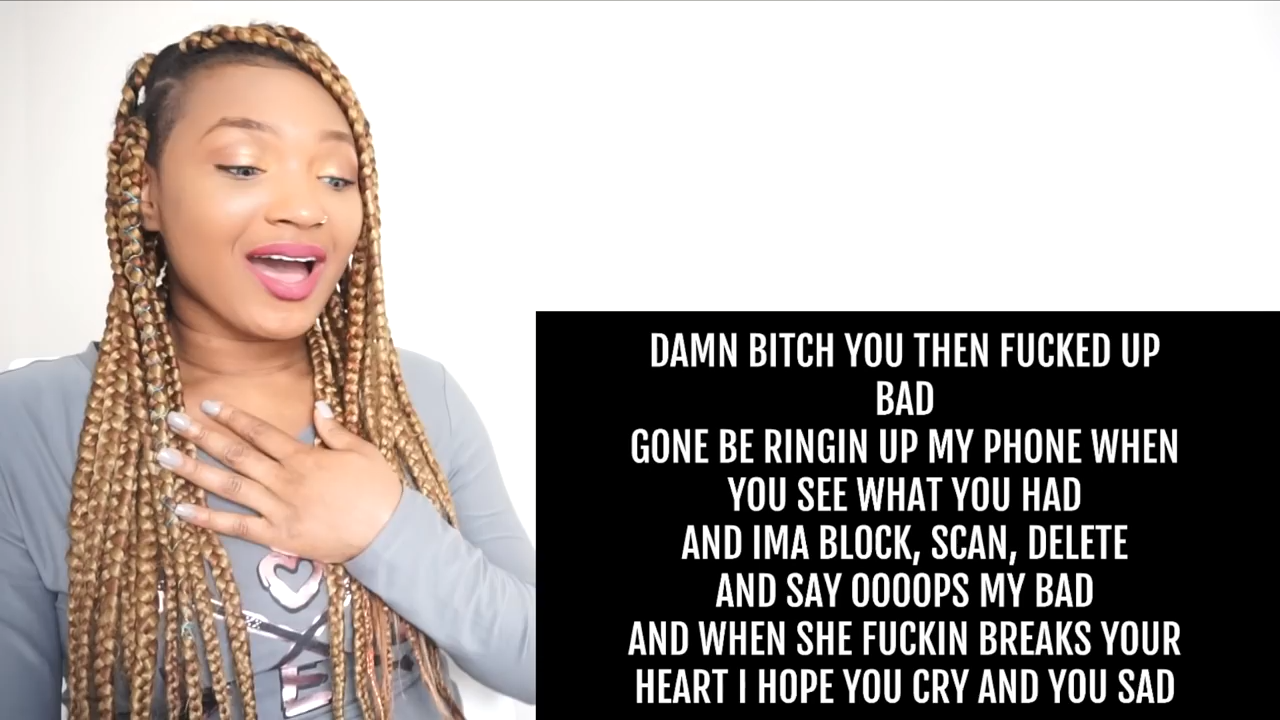 DAMN BITCH YOU THEN FUCKED UP
BAD
GONE BE RINGIN UP MY PHONE WHEN
YOU SEE WHAT YOU HAD
AND IMA BLOCK, SCAN, DELETE
AND SAY OOOOPS MY BAD
AND WHEN SHE FUCKIN BREAKS YOUR
HEART I HOPE YOU CRY AND YOU SAD